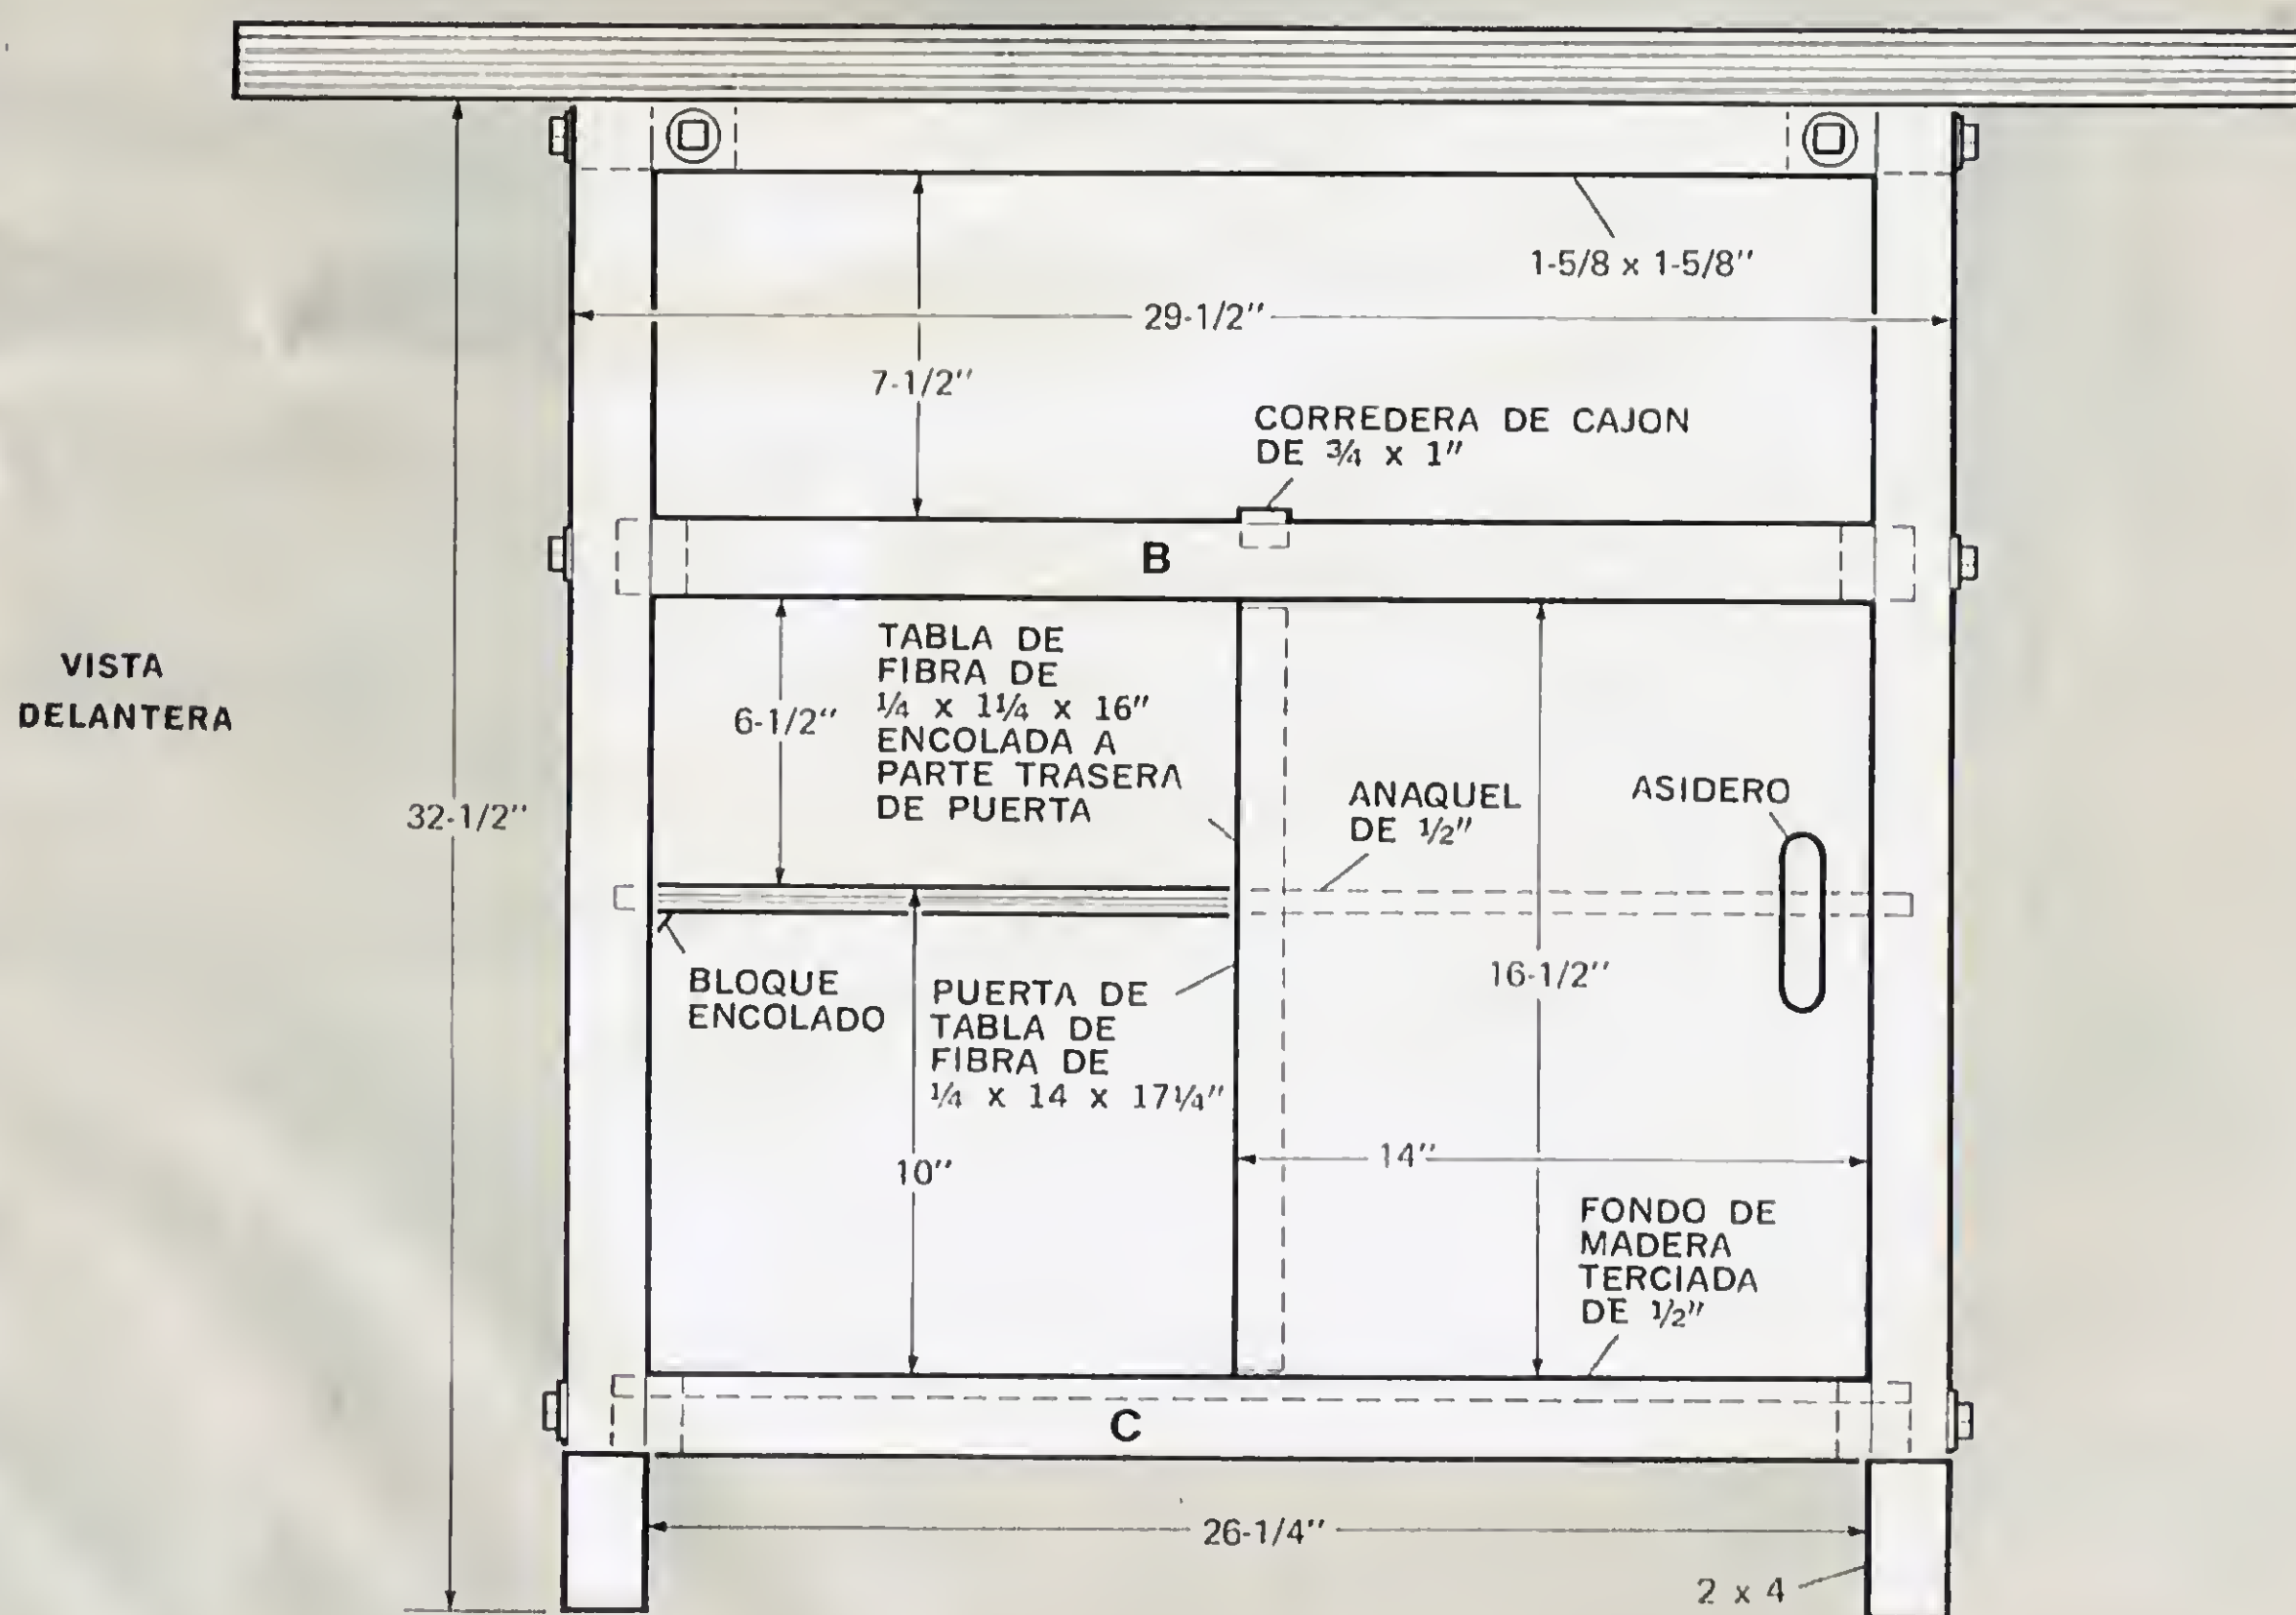 1-5/8 x 1-5/8"
29-1/2"
7-1/2"
CORREDERA DE CAJON
DE ¾ x 1"
B
VISTA
DELANTERA
32-1/2"
6-1/2"
TABLA DE
FIBRA DE
¼ x 1¼ x 16"
ENCOLADA A
PARTE TRASERA
DE PUERTA
ANAQUEL
DE ½"
ASIDERO
16-1/2"
BLOQUE
ENCOLADO
PUERTA DE
TABLA DE
FIBRA DE
¼ x 14 x 17¼"
10"
14"
FONDO DE
MADERA
TERCIADA
DE ½"
C
26-1/4"
2 x 4